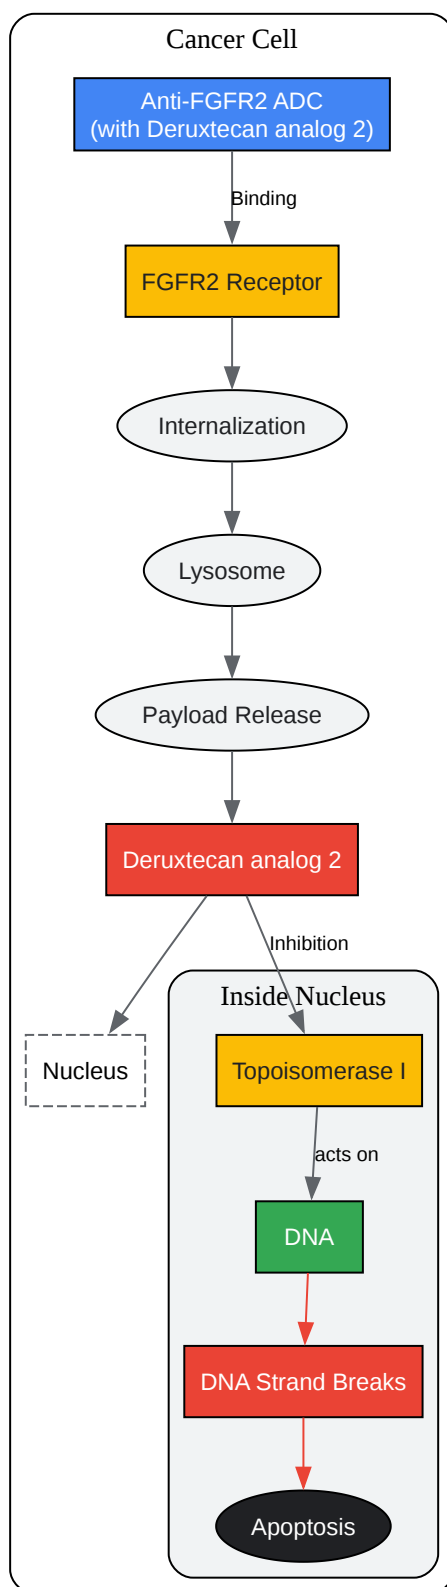 Cancer Cell
Anti-FGFR2 ADC
(with Deruxtecan analog 2)
Binding
FGFR2 Receptor
Internalization
Lysosome
Payload Release
Deruxtecan analog 2
Inhibition
Inside Nucleus
Nucleus
Topoisomerase I
acts on
DNA
DNA Strand Breaks
Apoptosis